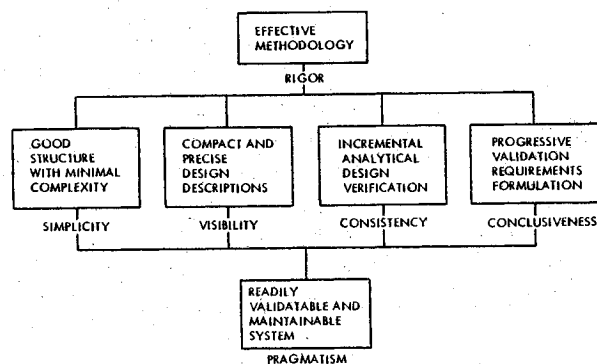 EFFECTIVE
METHODOLOGY
RIGOR
GOOD
STRUCTURE
WITH MINIMAL
COMPLEXITY
SIMPLICITY
COMPACT AND
PRECISE
DESIGN
DESCRIPTIONS
VISIBILITY
INCREMENTAL
ANALYTICAL
DESIGN
VERIFICATION
CONSISTENCY
PROGRESSIVE
VALIDATION
REQUIREMENTS
FORMULATION
CONCLUSIVENESS
READILY
VALIDATABLE AND
MAINTAINABLE
SYSTEM
PRAGMATISM